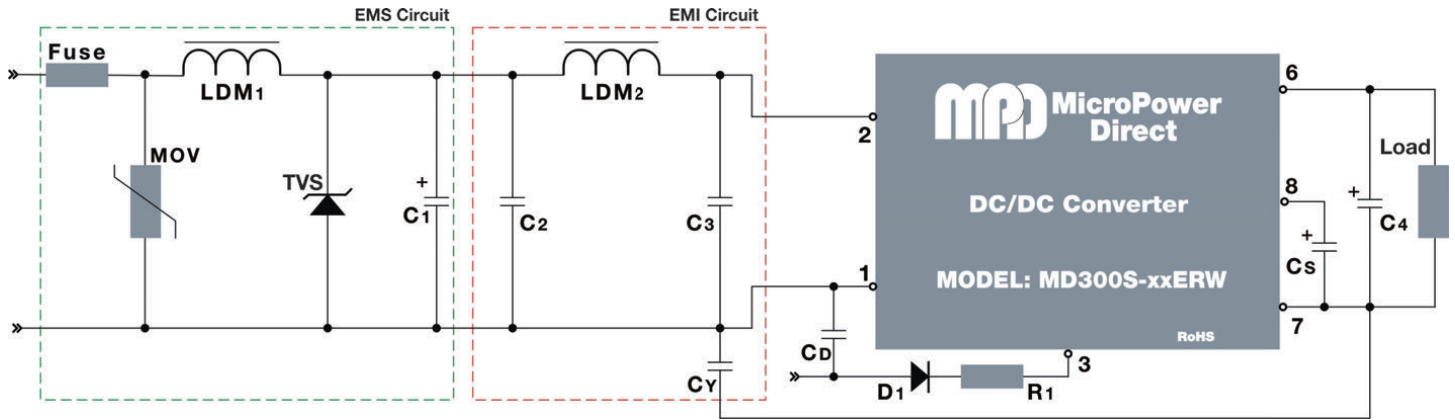 EMS Circuit
EMI Circuit
Fuse
LDM1
LDM2
MOV
TVS
+
C1
C2
C3
2
1
MPD
MicroPower
Direct
DC/DC Converter
MODEL: MD300S-xxERW
RoHS
6
8
7
3
+
Cs
+
C4
Load
CD
CY
D1
R1